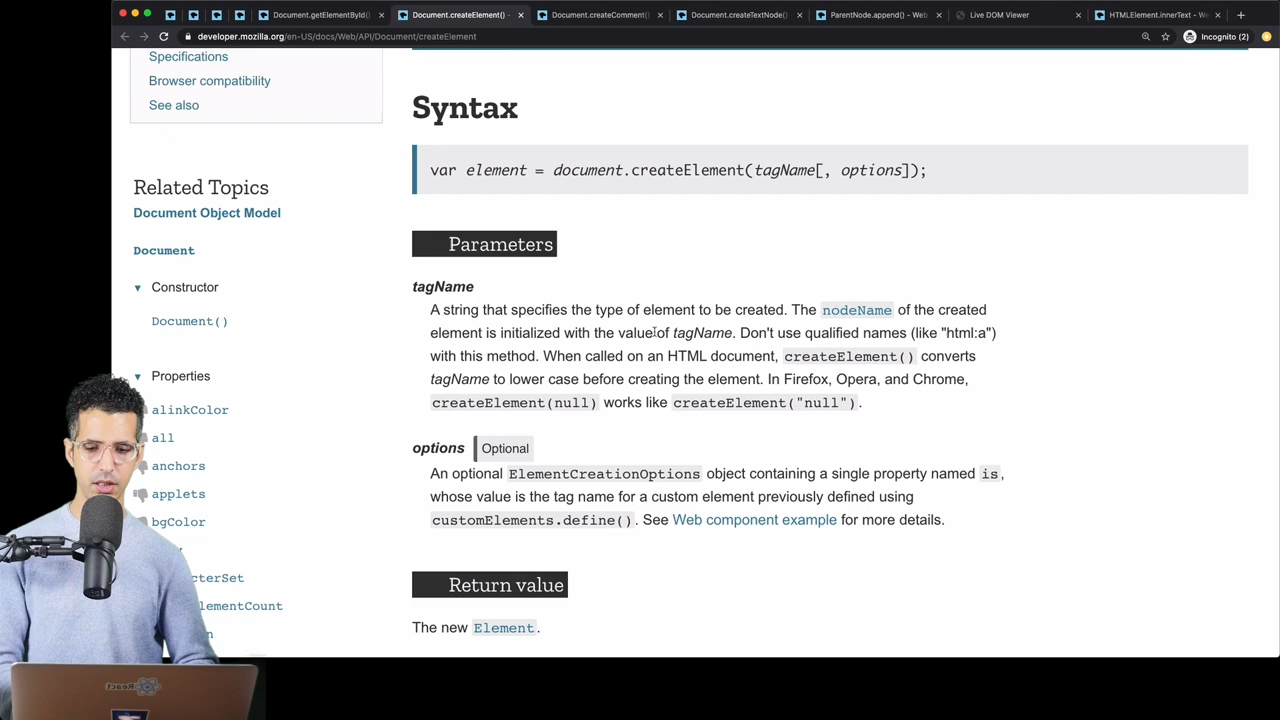 Document.getElementById()
Document.createElement() -
Document.createComment()
Document.createTextNode()
ParentNode.append() - Web
Live DOM Viewer
HTMLElement.innerText - We
developer.mozilla.org/en-US/docs/Web/API/Document/createElement
Incognito (2)
Specifications
Browser compatibility
See also
Related Topics
Document Object Model
Document
Constructor
Document()
Properties
alinkColor
all
anchors
applets
bgColor
cterSet
lementCount
n
Syntax
var element = document.createElement(tagName[, options]);
Parameters
tagName
A string that specifies the type of element to be created. The nodeName of the created
element is initialized with the value of tagName. Don't use qualified names (like "html:a")
with this method. When called on an HTML document, createElement() converts
tagName to lower case before creating the element. In Firefox, Opera, and Chrome,
createElement(null) works like createElement("null").
options Optional
An optional ElementCreationOptions object containing a single property named is,
whose value is the tag name for a custom element previously defined using
customElements.define(). See Web component example for more details.
Return value
The new Element.